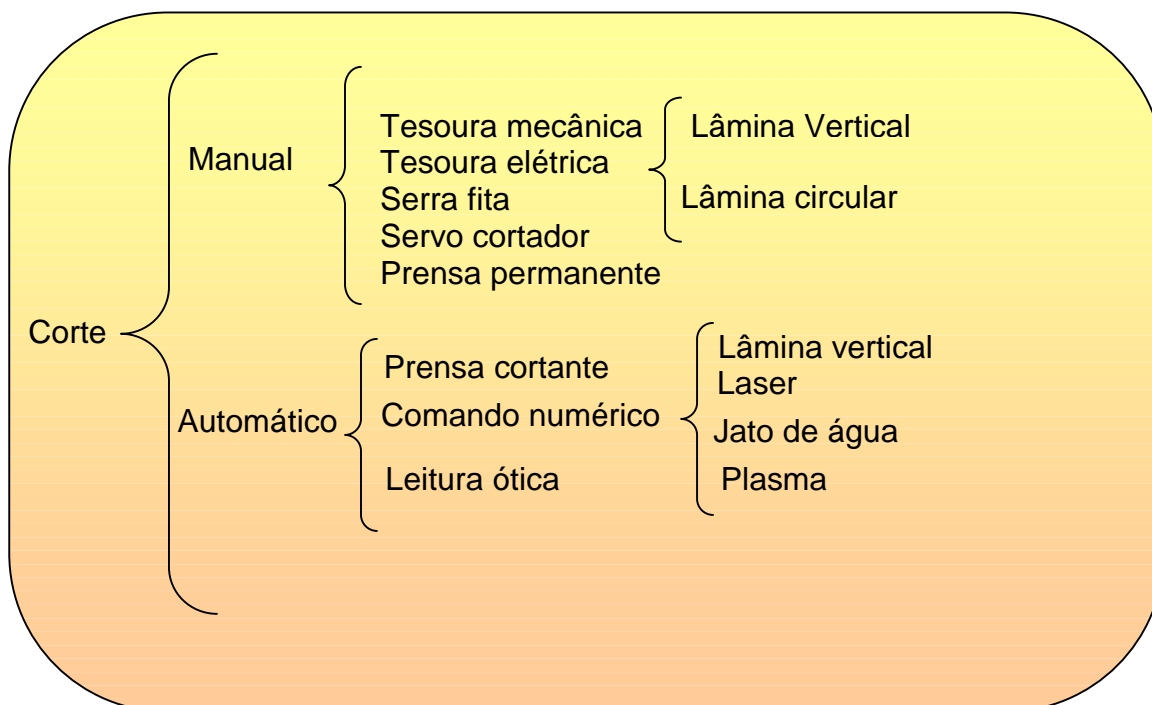 Corte
Manual
Tesoura mecânica
Tesoura elétrica
Serra fita
Servo cortador
Prensa permanente
Lâmina Vertical
Lâmina circular
Automático
Prensa cortante
Comando numérico
Leitura ótica
Lâmina vertical
Laser
Jato de água
Plasma